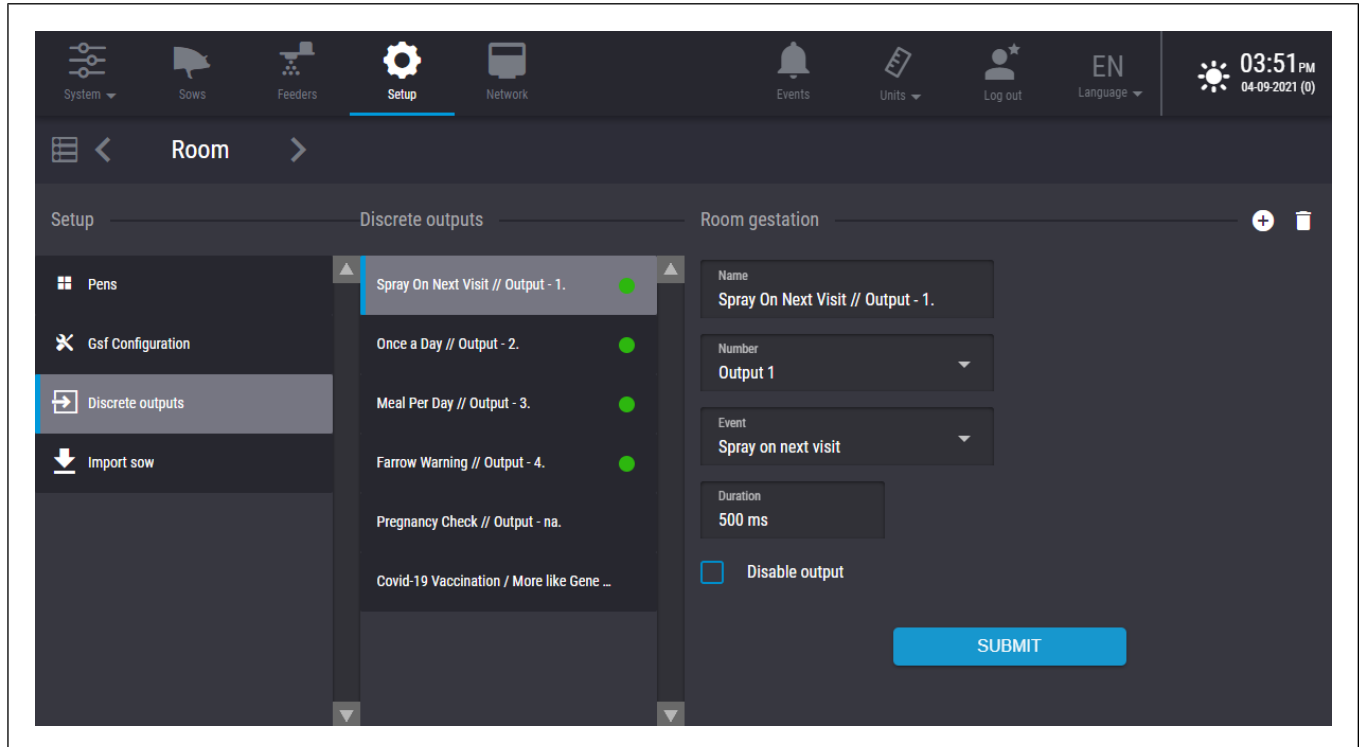 System
Sows
Feeders
Setup
Network
Events
Units
Log out
EN
Language
03:51 PM
04-09-2021 (0)
Room
Setup
Discrete outputs
Room gestation
Pens
Gsf Configuration
Discrete outputs
Import sow
Spray On Next Visit // Output - 1.
Once a Day // Output - 2.
Meal Per Day // Output - 3.
Farrow Warning // Output - 4.
Pregnancy Check // Output - na.
Covid-19 Vaccination / More like Gene ...
Name
Spray On Next Visit // Output - 1.
Number
Output 1
Event
Spray on next visit
Duration
500 ms
Disable output
SUBMIT